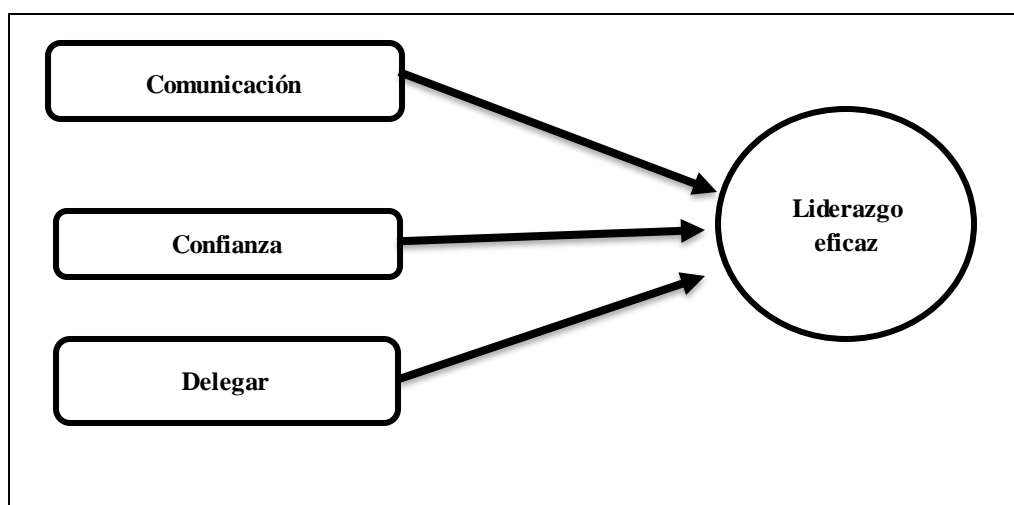 Comunicación
Confianza
Delegar
Liderazgo
eficaz